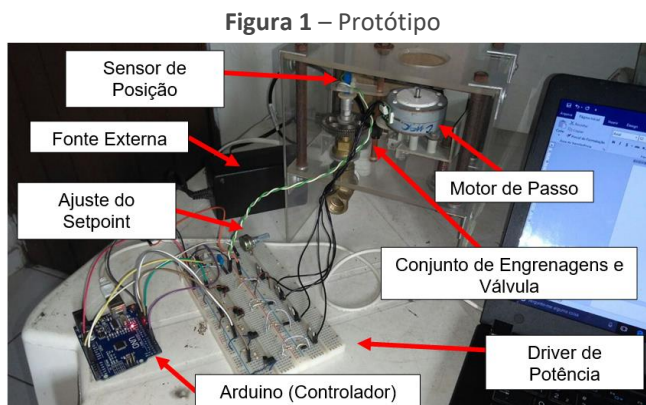 Figura 1 – Protótipo
Sensor de
Posição
Fonte Externa
Ajuste do
Setpoint
Motor de Passo
Conjunto de Engrenagens e
Válvula
Driver de
Potência
Arduino (Controlador)
UNO